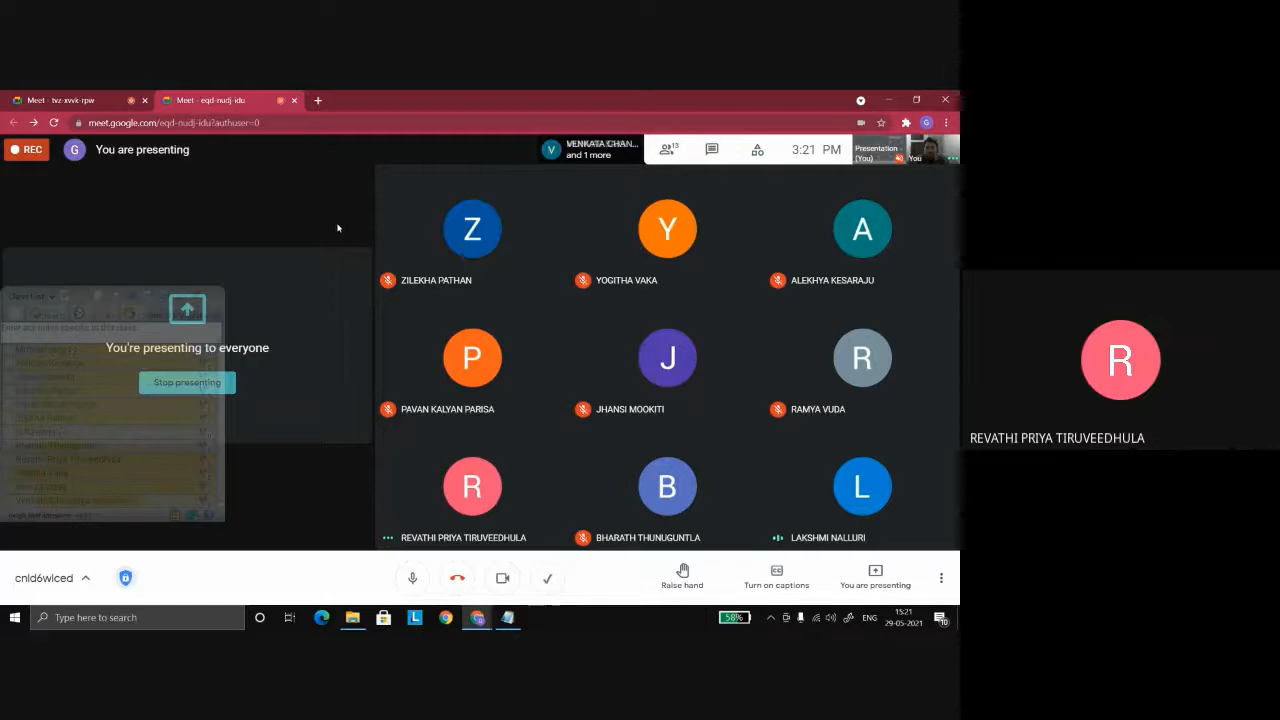 Meet - tvz-xvvk-rpw
Meet - eqd-nudj-idu
meet.google.com/eqd-nudj-idu?authuser=0
REC
G
You are presenting
V
VENKATA CHAN...
and 1 more
13
3:21 PM
Presentation
(You)
You
Z
ZILEKHA PATHAN
Y
YOGITHA VAKA
A
ALEKHYA KESARAJU
You're presenting to everyone
Stop presenting
P
PAVAN KALYAN PARISA
J
JHANSI MOOKITI
R
RAMYA VUDA
R
REVATHI PRIYA TIRUVEEDHULA
B
BHARATH THUNUGUNTLA
L
LAKSHMI NALLURI
R
REVATHI PRIYA TIRUVEEDHULA
cnld6wlced
Raise hand
Turn on captions
You are presenting
Type here to search
58%
ENG
15:21
29-05-2021